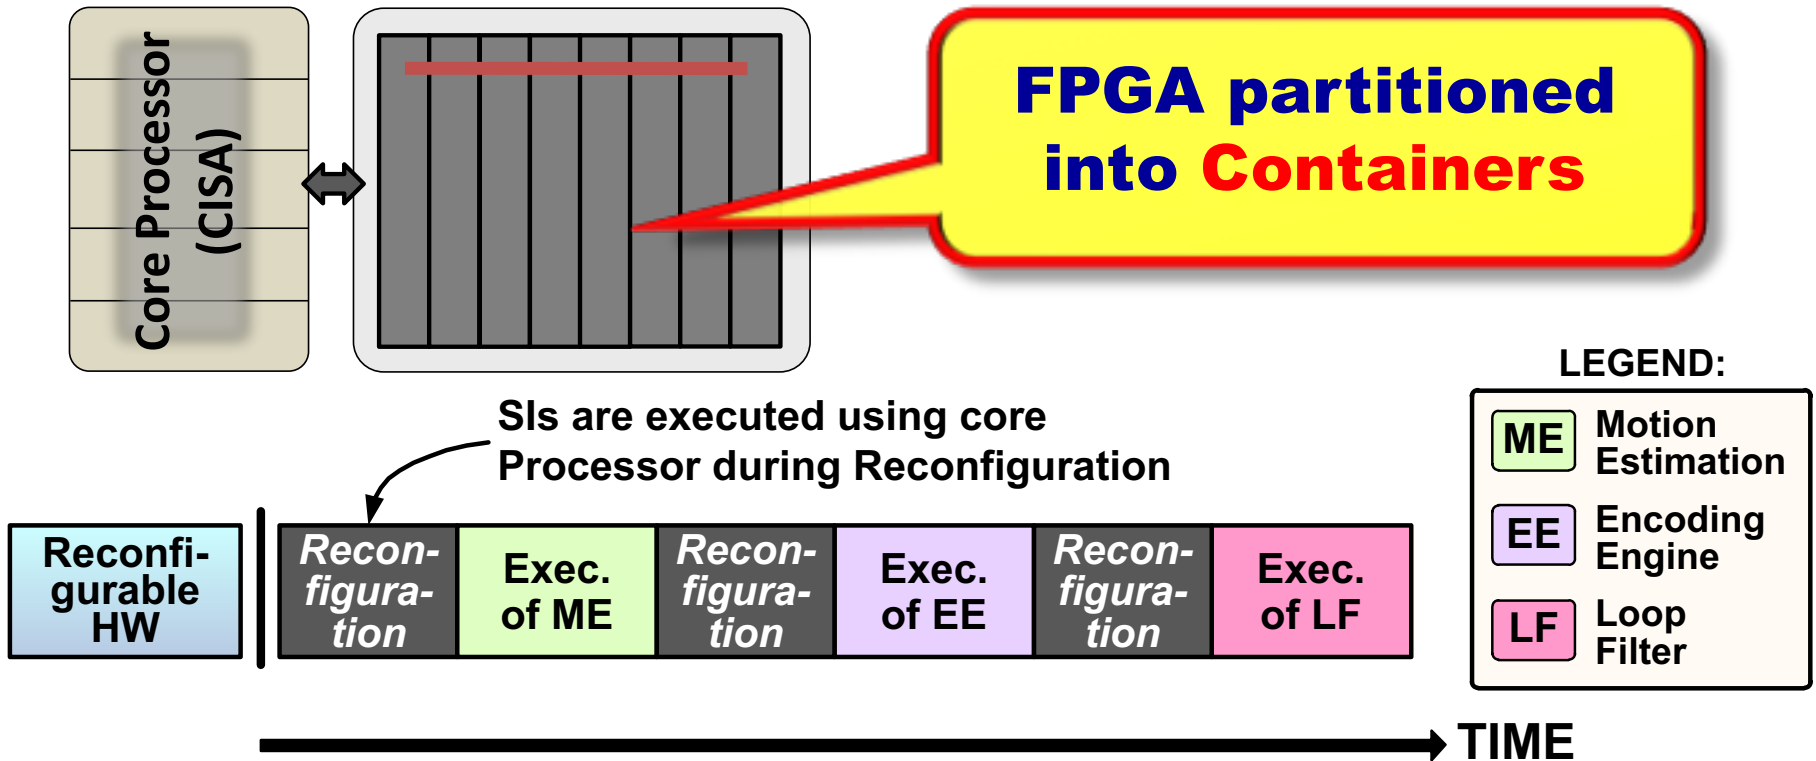 Core Processor
(CISA)
FPGA partitioned
into Containers
SIs are executed using core
Processor during Reconfiguration
LEGEND:
ME
Motion
Estimation
EE
Encoding
Engine
LF
Loop
Filter
Reconfi-
gurable
HW
Recon-
figura-
tion
Exec.
of ME
Recon-
figura-
tion
Exec.
of EE
Recon-
figura-
tion
Exec.
of LF
TIME